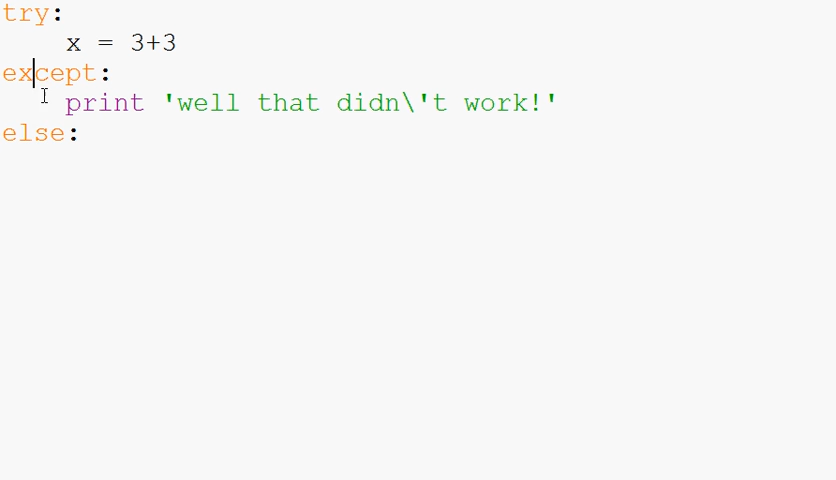 try:
    x = 3+3
except:
    print 'well that didn\'t work!'
else: